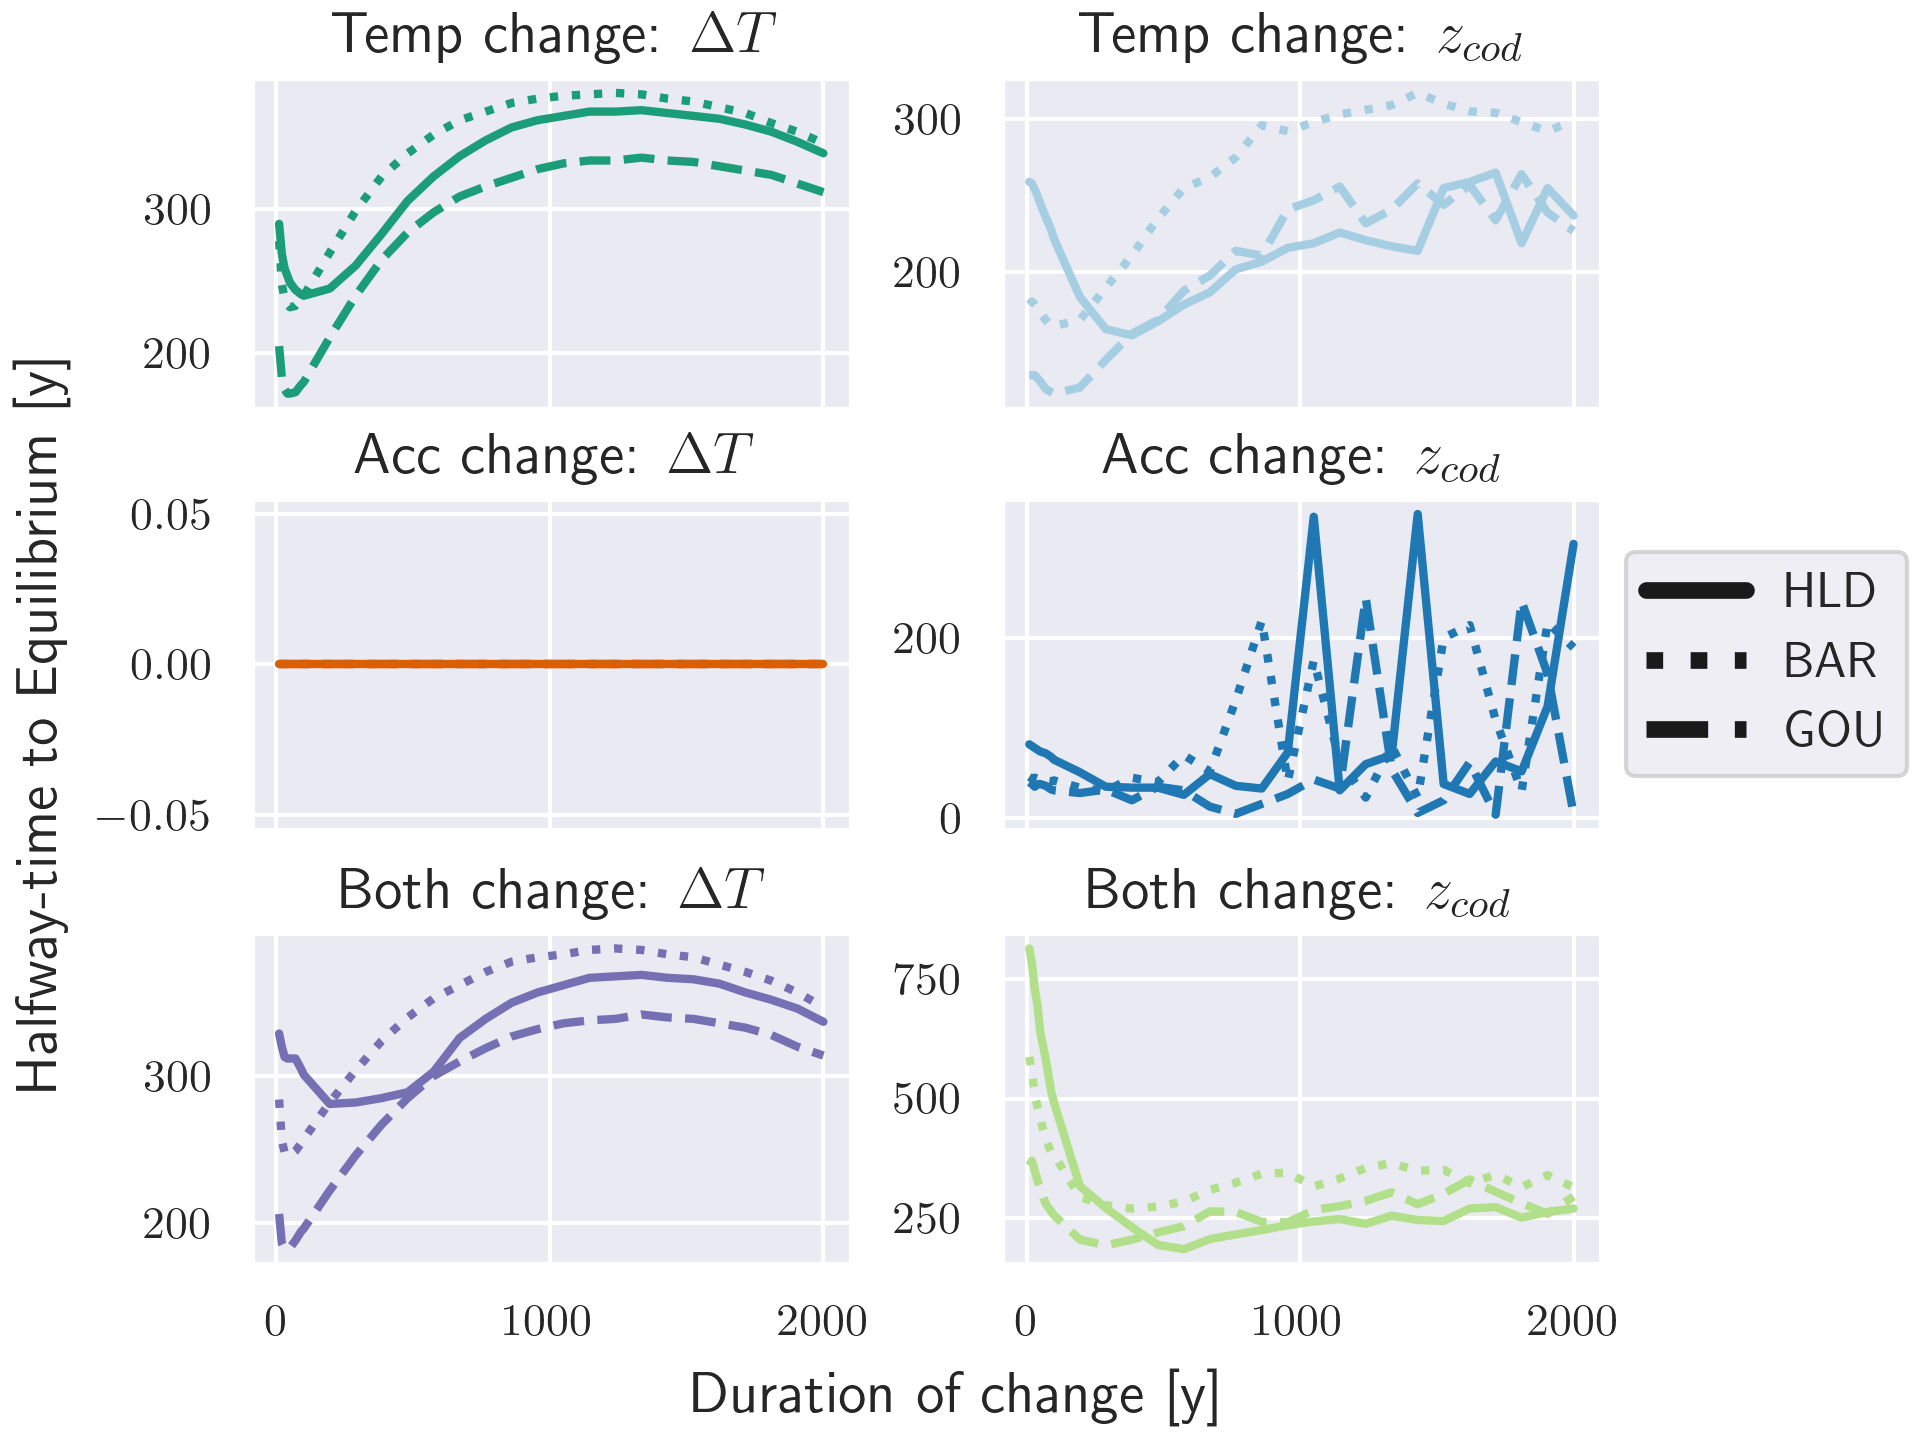 Temp change: ΔT
Temp change: z_cod
300
200
300
200
Acc change: ΔT
Acc change: z_cod
0.05
0.00
−0.05
200
0
Both change: ΔT
Both change: z_cod
300
200
750
500
250
0
1000
2000
0
1000
2000
Halfway-time to Equilibrium [y]
Duration of change [y]
HLD
BAR
GOU